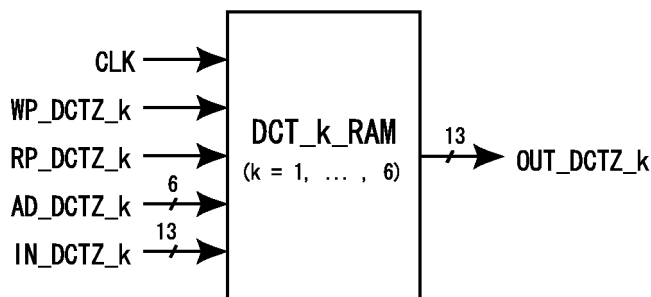 CLK
WP_DCTZ_k
RP_DCTZ_k
6
AD_DCTZ_k
13
IN_DCTZ_k
DCT_k_RAM
(k = 1, ... , 6)
13
OUT_DCTZ_k